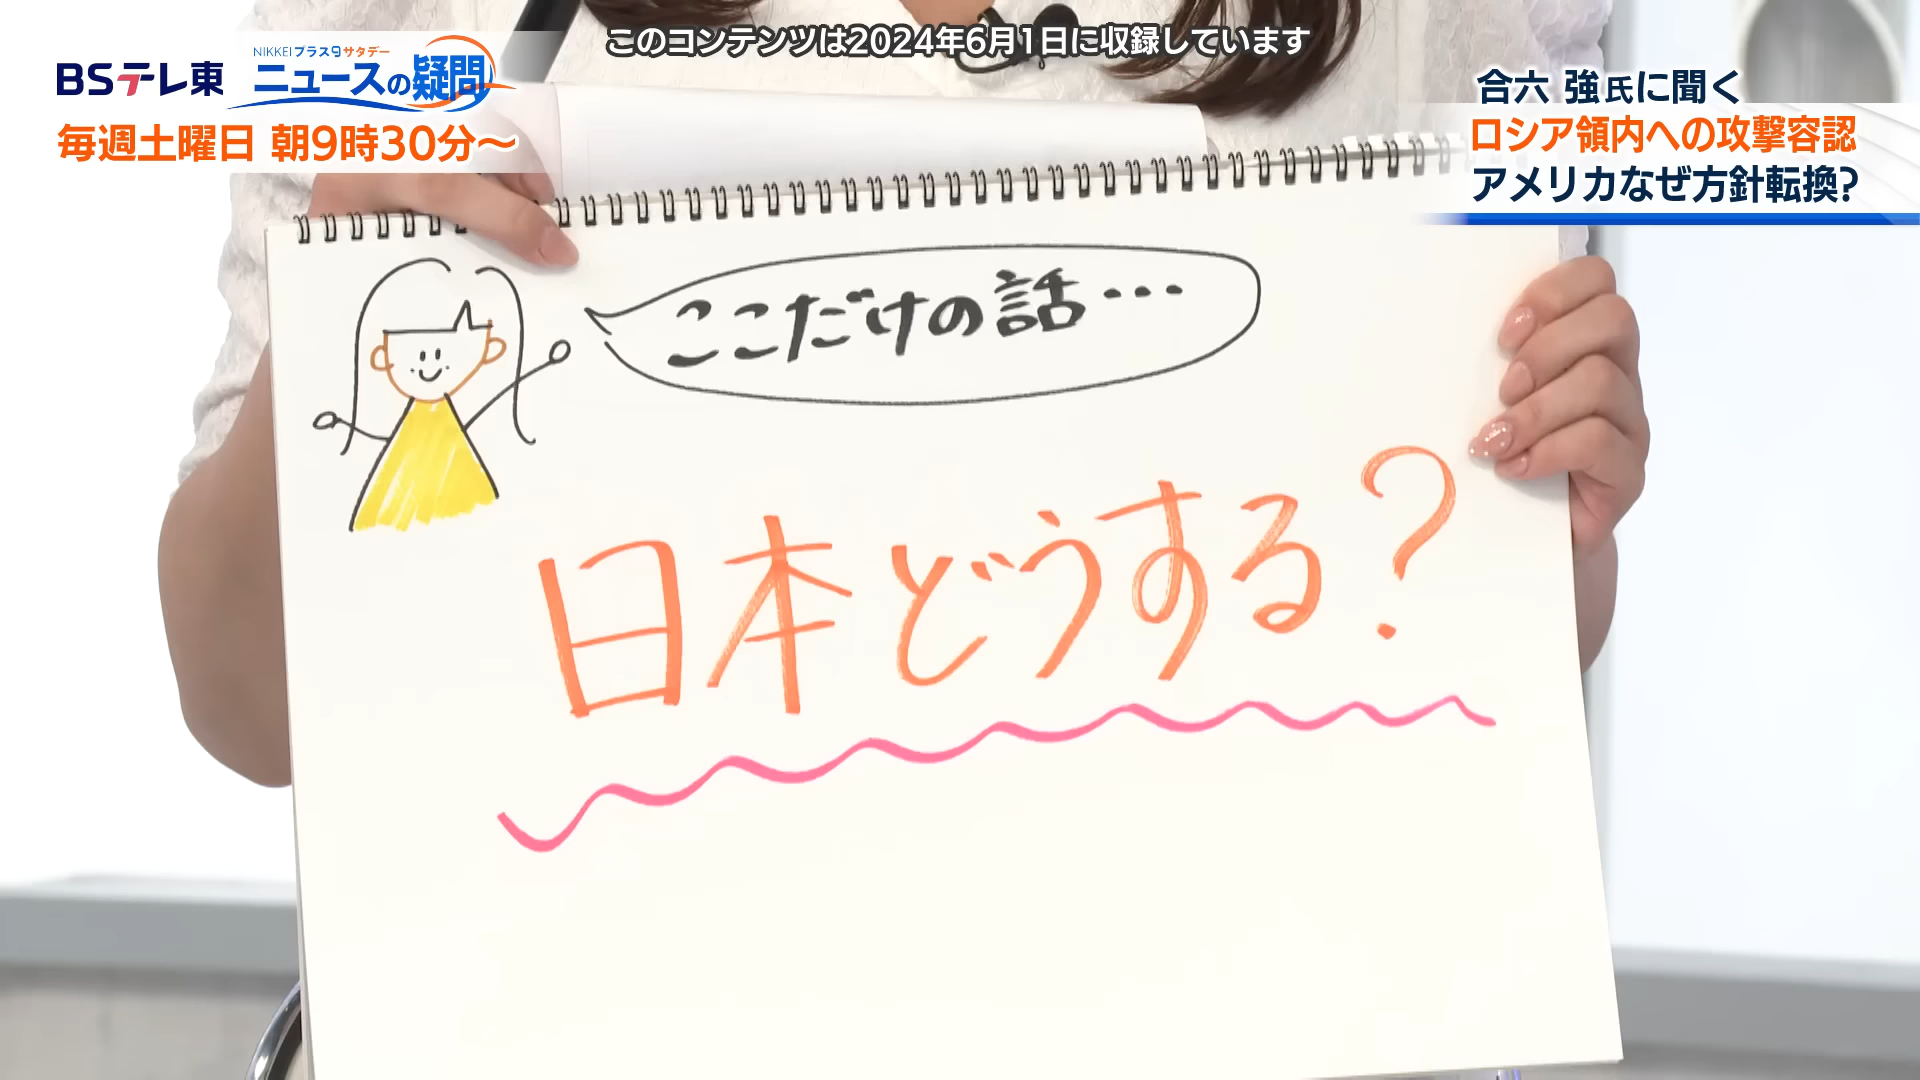 このコンテンツは2024年6月1日に収録しています
BSテレ東
NIKKEIプラス9サタデー
ニュースの疑問
毎週土曜日 朝9時30分～
合六 強氏に聞く
ロシア領内への攻撃容認
アメリカなぜ方針転換?
ここだけの話…
日本どうする?